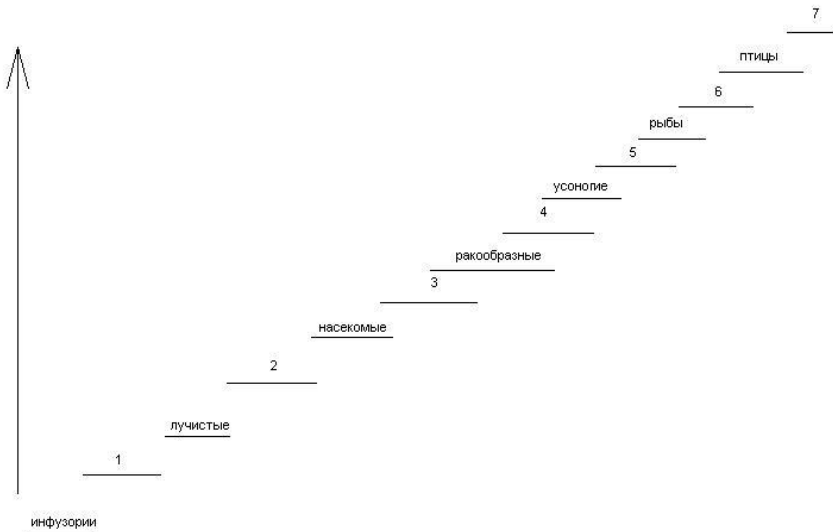 7
птицы
6
рыбы
5
усоногие
4
ракообразные
3
насекомые
2
лучистые
1
инфузории